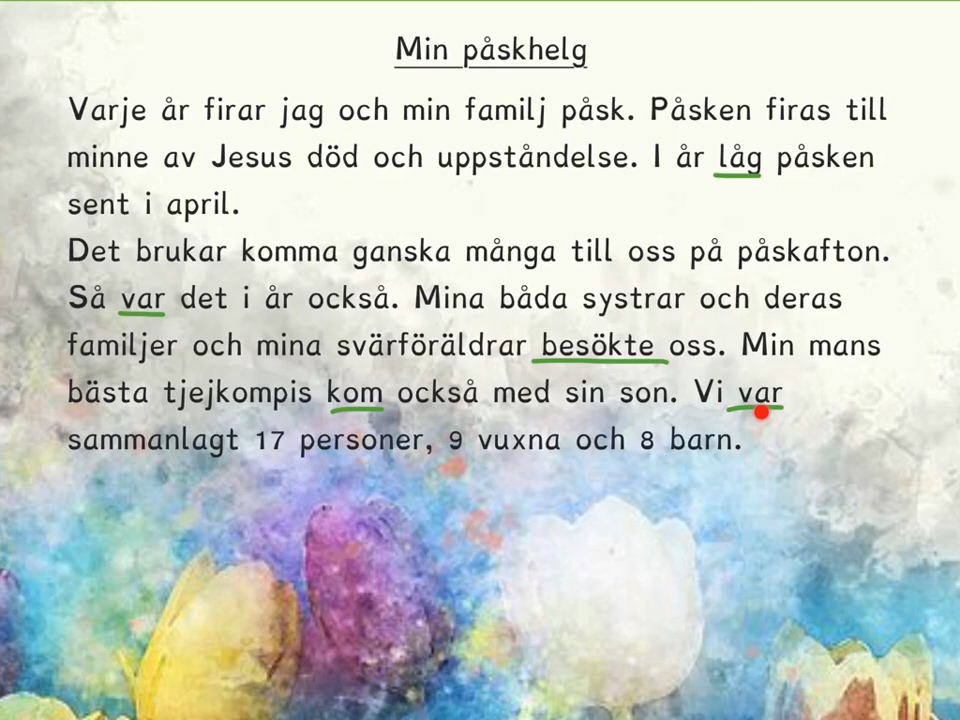 Min påskhelg
Varje år firar jag och min familj påsk. Påsken firas till
minne av Jesus död och uppståndelse. I år låg påsken
sent i april.
Det brukar komma ganska många till oss på påskafton.
Så var det i år också. Mina båda systrar och deras
familjer och mina svärföräldrar besökte oss. Min mans
bästa tjejkompis kom också med sin son. Vi var
sammanlagt 17 personer, 9 vuxna och 8 barn.